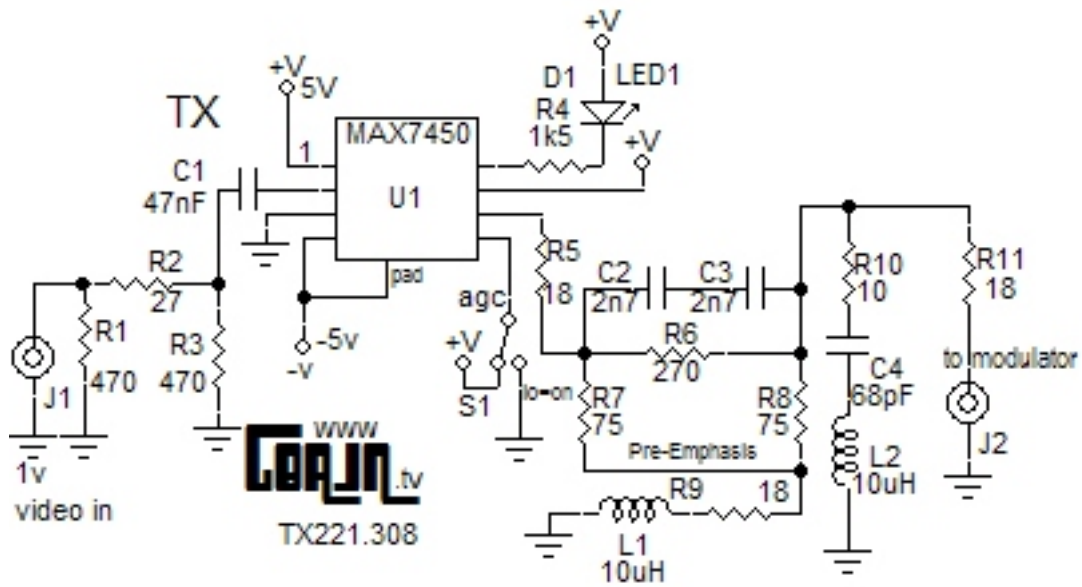 TX
+V
5V
1
MAX7450
U1
C1
47nF
R2
27
R1
470
R3
470
J1
1v
video in
pad
-5v
-v
+V
D1
LED1
R4
1k5
+V
R5
18
agc
+V
S1
lo=on
C2
2n7
C3
2n7
R6
270
R7
75
R8
75
Pre-Emphasis
R9
18
L1
10uH
R10
10
C4
68pF
L2
10uH
R11
18
to modulator
J2
www
.tv
TX221.308